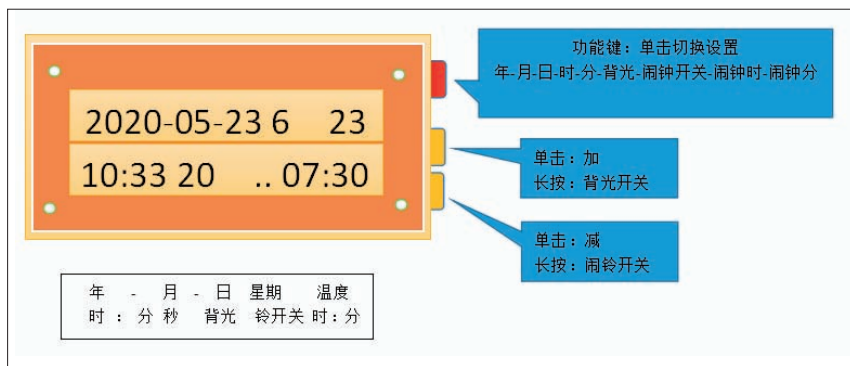 功能键：单击切换设置
年-月-日-时-分-背光-闹钟开关-闹钟时-闹钟分
2020-05-23 6 23
10:33 20 .. 07:30
单击：加
长按：背光开关
单击：减
长按：闹铃开关
年 - 月 - 日 星期 温度
时 : 分 秒 背光 铃开关 时：分